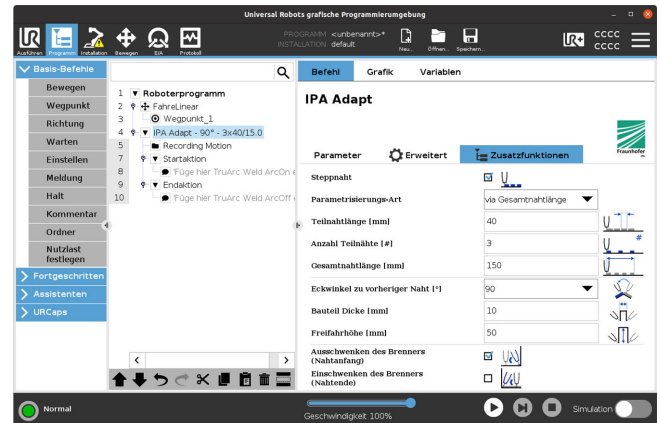 Universal Robots grafische Programmierumgebung
PROGRAMM <unbenannt>*
INSTALLATION default
Ausführen Programm Installation Bewegen E/A Protokoll
Neu... Öffnen... Speichern...
UR+
cccc
cccc
Basis-Befehle
Bewegen
Wegpunkt
Richtung
Warten
Einstellen
Meldung
Halt
Kommentar
Ordner
Nutzlast
festlegen
Fortgeschritten
Assistenten
URCaps
1 Roboterprogramm
2 FahreLinear
3 Wegpunkt_1
4 IPA Adapt - 90° - 3x40/15.0
5 Recording Motion
7 Startaktion
8 'Füge hier TruArc Weld ArcOn e
9 Endaktion
10 'Füge hier TruArc Weld ArcOff
Befehl Grafik Variablen
IPA Adapt
Fraunhofer
Parameter Erweitert Zusatzfunktionen
Steppnaht
Parametrisierungs-Art via Gesamtnahtlänge
Teilnahtlänge [mm] 40
Anzahl Teilnähte [#] 3 #
Gesamtnahtlänge [mm] 150
Eckwinkel zu vorheriger Naht [°] 90
Bauteil Dicke [mm] 10
Freifahrhöhe [mm] 50
Ausschwenken des Brenners
(Nahtanfang)
Einschwenken des Brenners
(Nahtende)
Normal
Geschwindigkeit 100%
Simulation